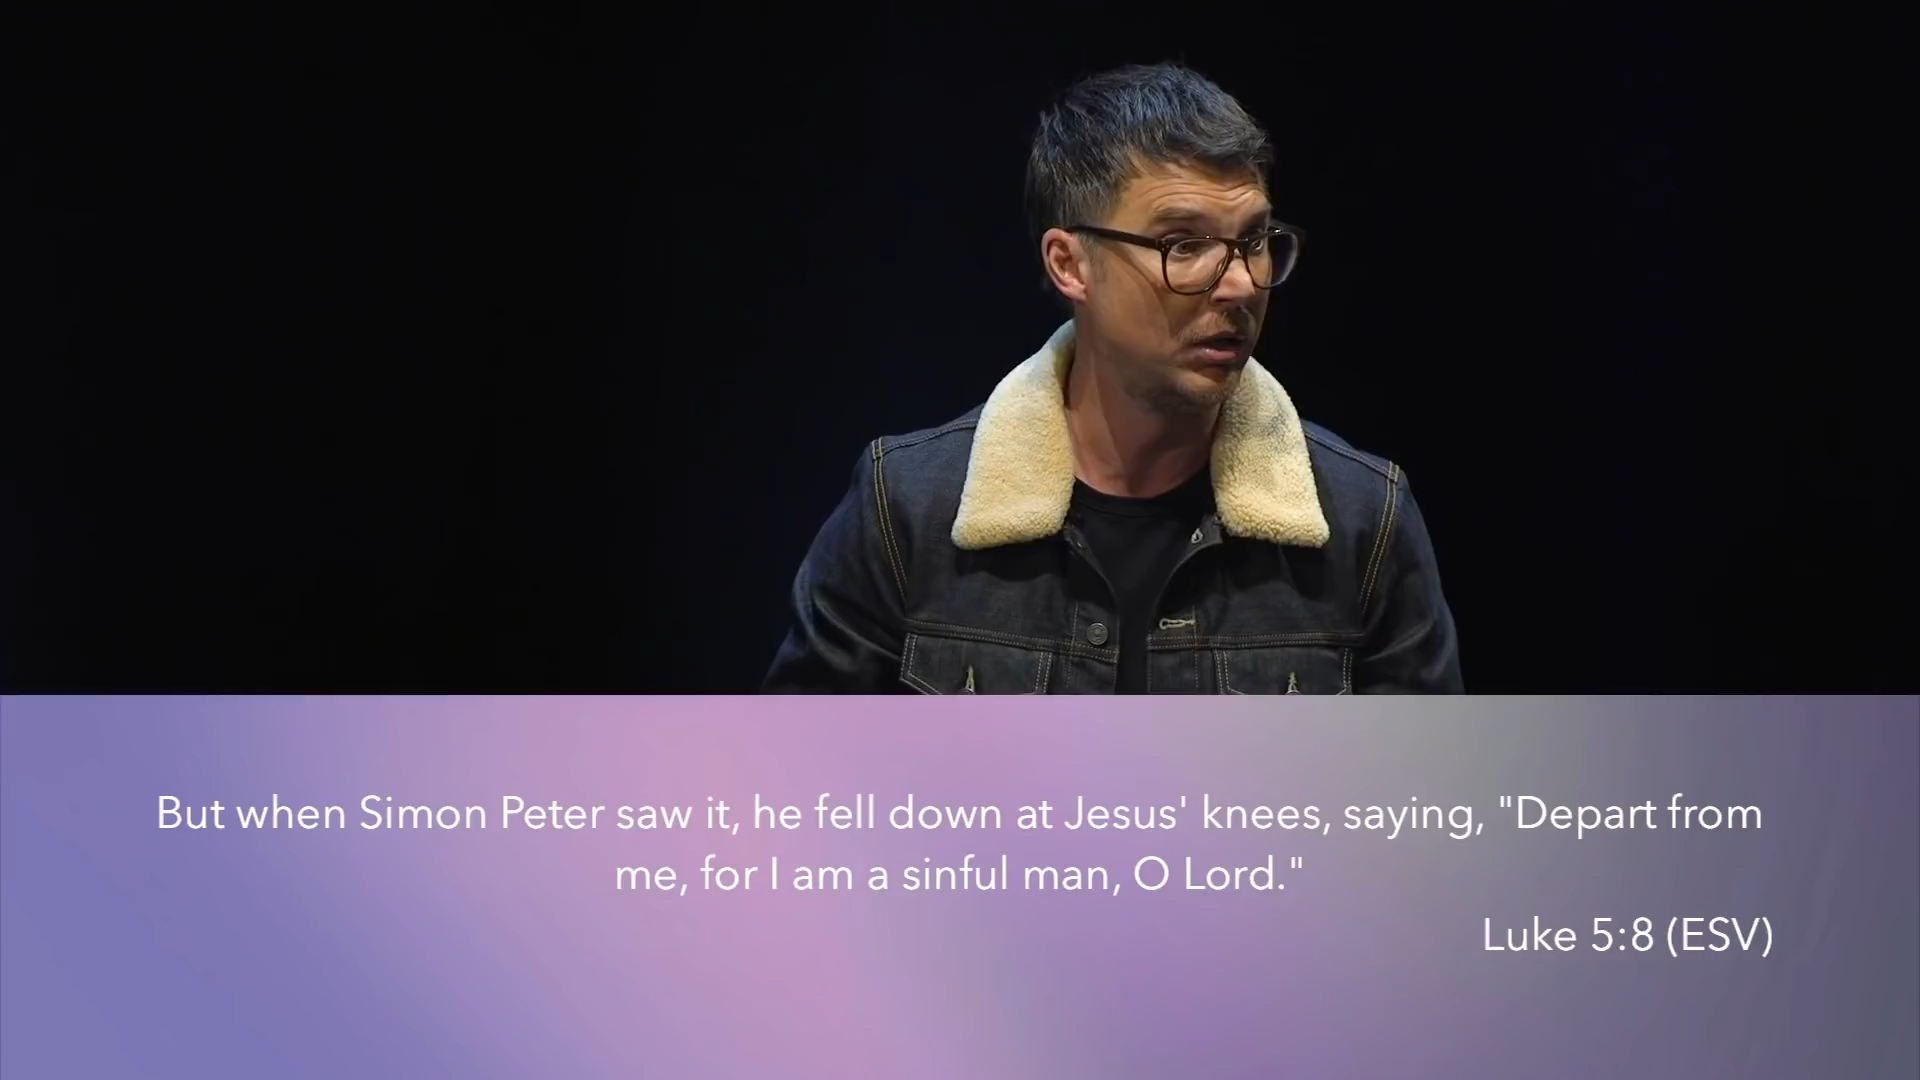 But when Simon Peter saw it, he fell down at Jesus' knees, saying, "Depart from
me, for I am a sinful man, O Lord."
Luke 5:8 (ESV)